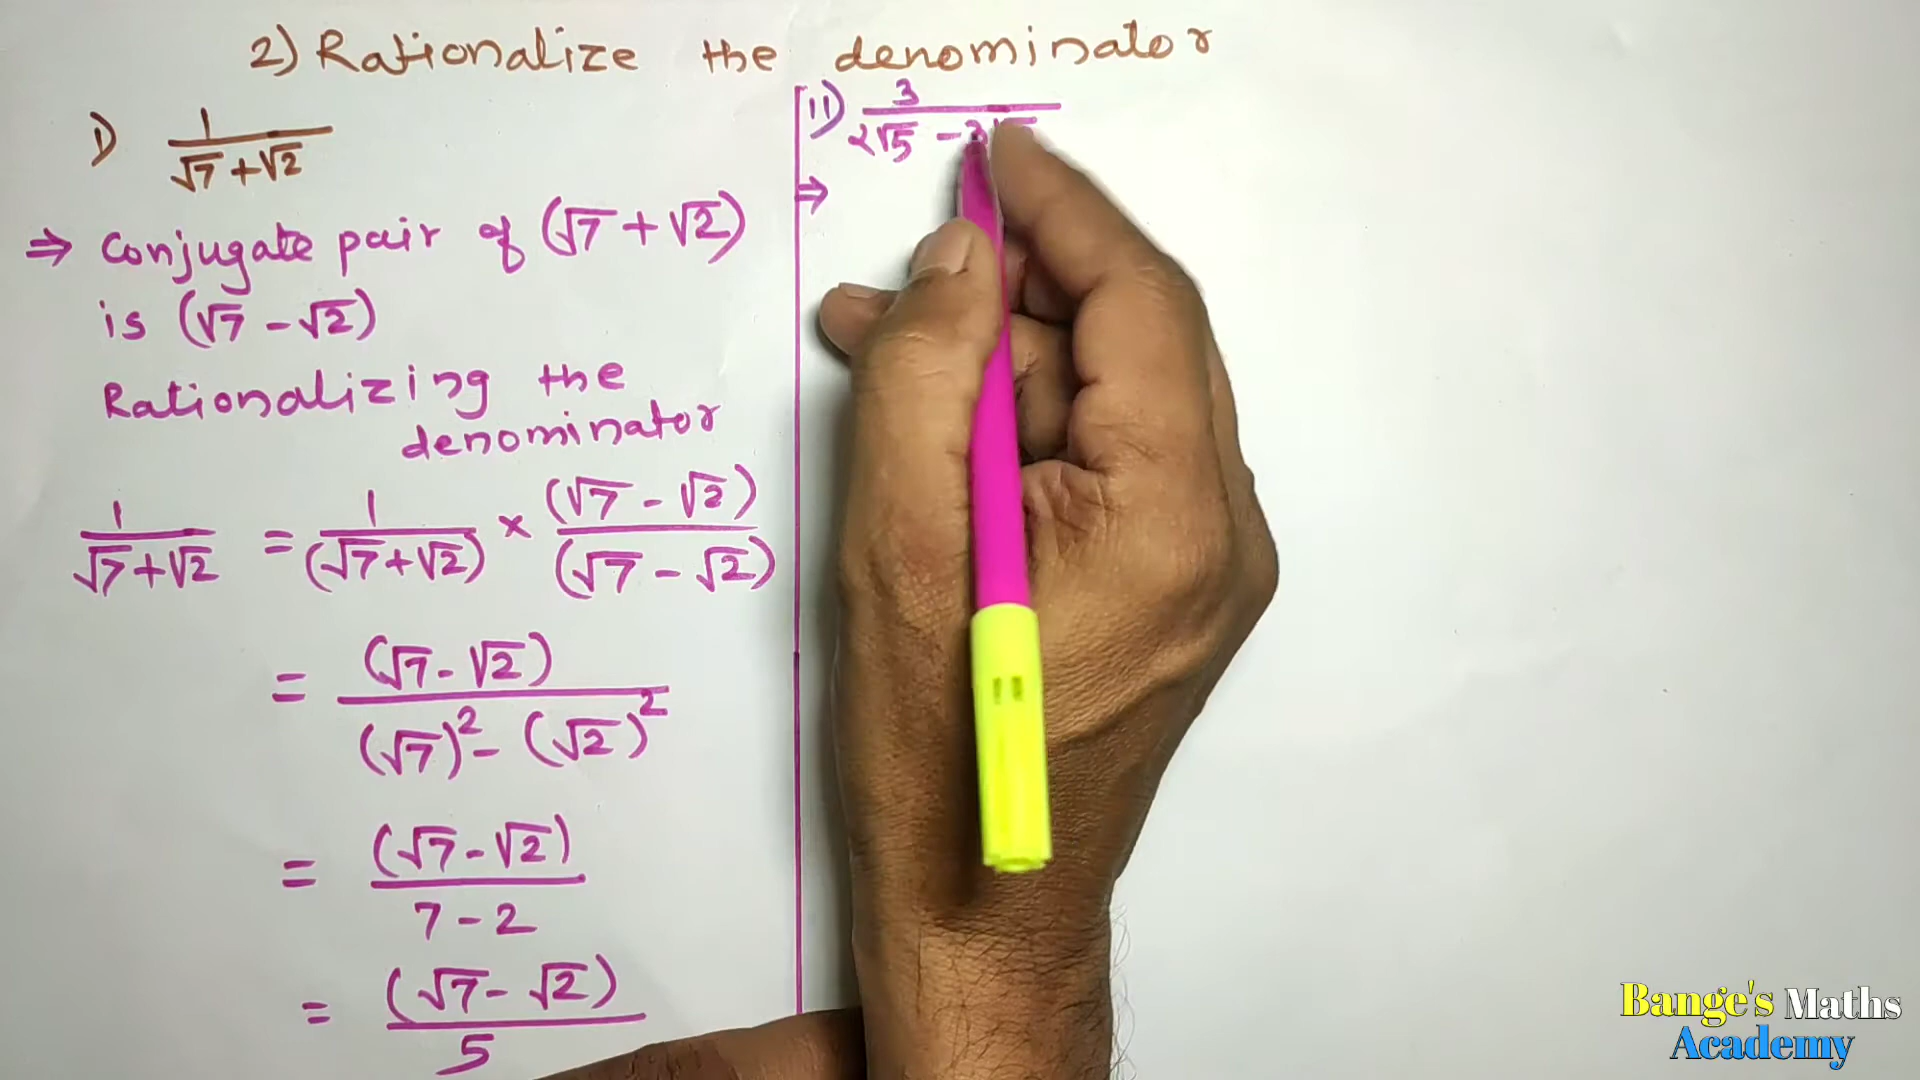 2) Rationalize the denominator
i) 1/(√7+√2)
⇒ Conjugate pair of (√7 + √2)
is (√7 - √2)
Rationalizing the
denominator
1/(√7+√2) = 1/(√7+√2) × (√7 - √2)/(√7 - √2)
= (√7-√2)/((√7)² - (√2)²)
= (√7-√2)/(7-2)
= (√7-√2)/5
ii) 3/(2√5 - 3√
⇒
Bange's Maths
Academy